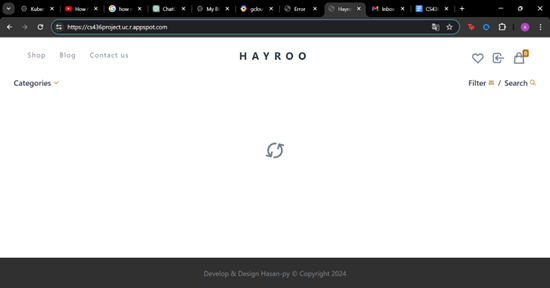 Kuber
How
how
Chat
My B
gclou
Error
Hayro
Inbox
CS43
https://cs436project.uc.r.appspot.com
Shop Blog Contact us
HAYROO
0
Categories
Filter / Search
Develop & Design Hasan-py © Copyright 2024